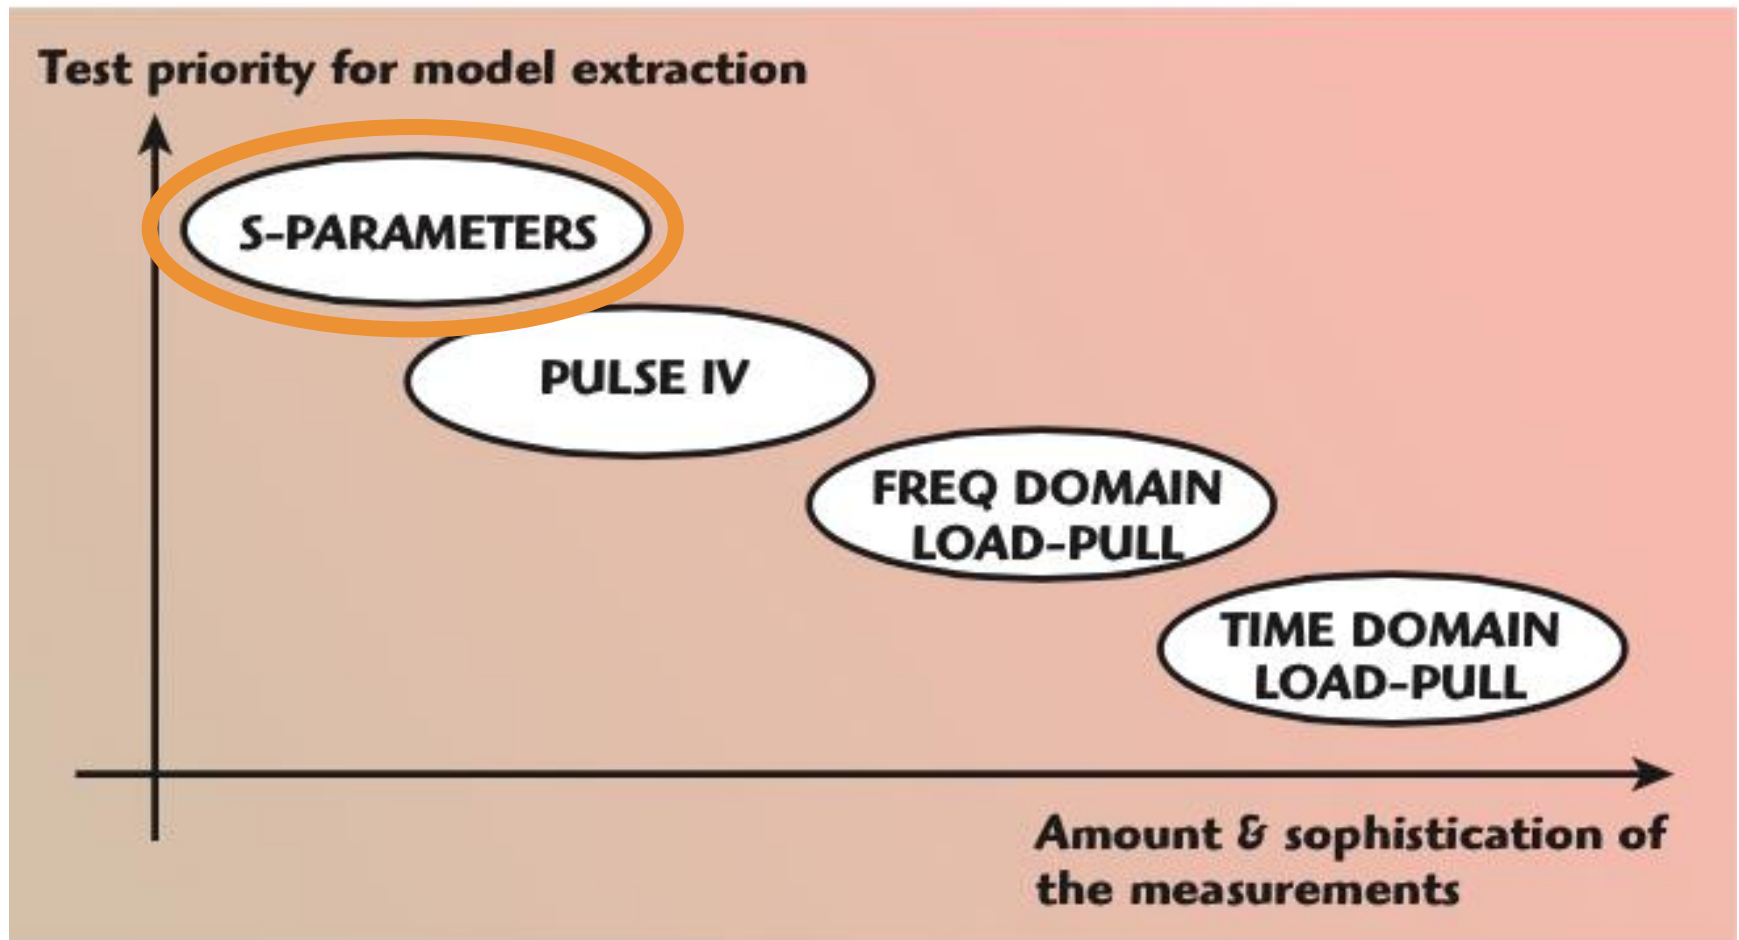 Test priority for model extraction
S-PARAMETERS
PULSE IV
FREQ DOMAIN
LOAD-PULL
TIME DOMAIN
LOAD-PULL
Amount & sophistication of
the measurements